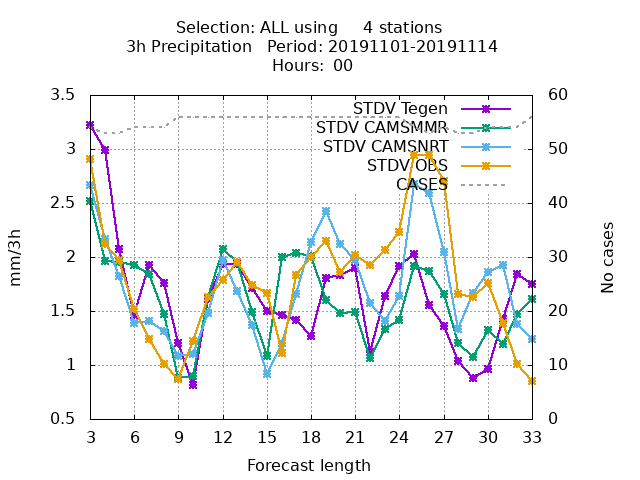 Selection: ALL using 4 stations
3h Precipitation Period: 20191101-20191114
Hours: 00
3.5
3
2.5
2
1.5
1
0.5
60
50
40
30
20
10
0
mm/3h
No cases
STDV Tegen
STDV CAMSMMR
STDV CAMSNRT
STDV OBS
CASES
3 6 9 12 15 18 21 24 27 30 33
Forecast length